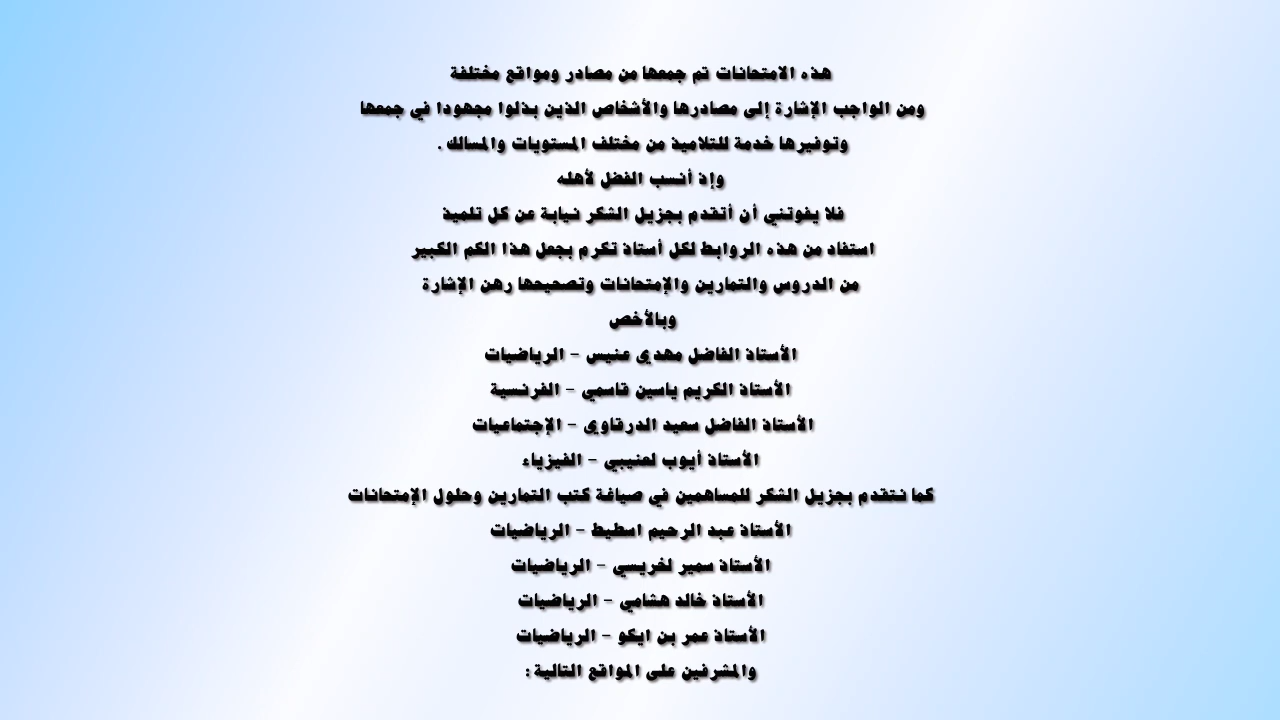 هذه الامتحانات تم جمعها من مصادر ومواقع مختلفة
ومن الواجب الإشارة إلى مصادرها والأشخاص الذين بذلوا مجهودا في جمعها
وتوفيرها خدمة للتلاميذ من مختلف المستويات والمسالك .
وإذ أنسب الفضل لأهله
فلا يفوتني أن أتقدم بجزيل الشكر نيابة عن كل تلميذ
استفاد من هذه الروابط لكل أستاذ تكرم بجعل هذا الكم الكبير
من الدروس والتمارين والإمتحانات وتصحيحها رهن الإشارة
وبالأخص
الأستاذ الفاضل مهدي عنيس - الرياضيات
الأستاذ الكريم ياسين قاسمي - الفرنسية
الأستاذ الفاضل سعيد الدرقاوي - الإجتماعيات
الأستاذ أيوب لعنيبي - الفيزياء
كما نتقدم بجزيل الشكر للمساهمين في صياغة كتب التمارين وحلول الإمتحانات
الأستاذ عبد الرحيم اسطيط - الرياضيات
الأستاذ سمير لخريسي - الرياضيات
الأستاذ خالد هشامي - الرياضيات
الأستاذ عمر بن ايكو - الرياضيات
والمشرفين على المواقع التالية :